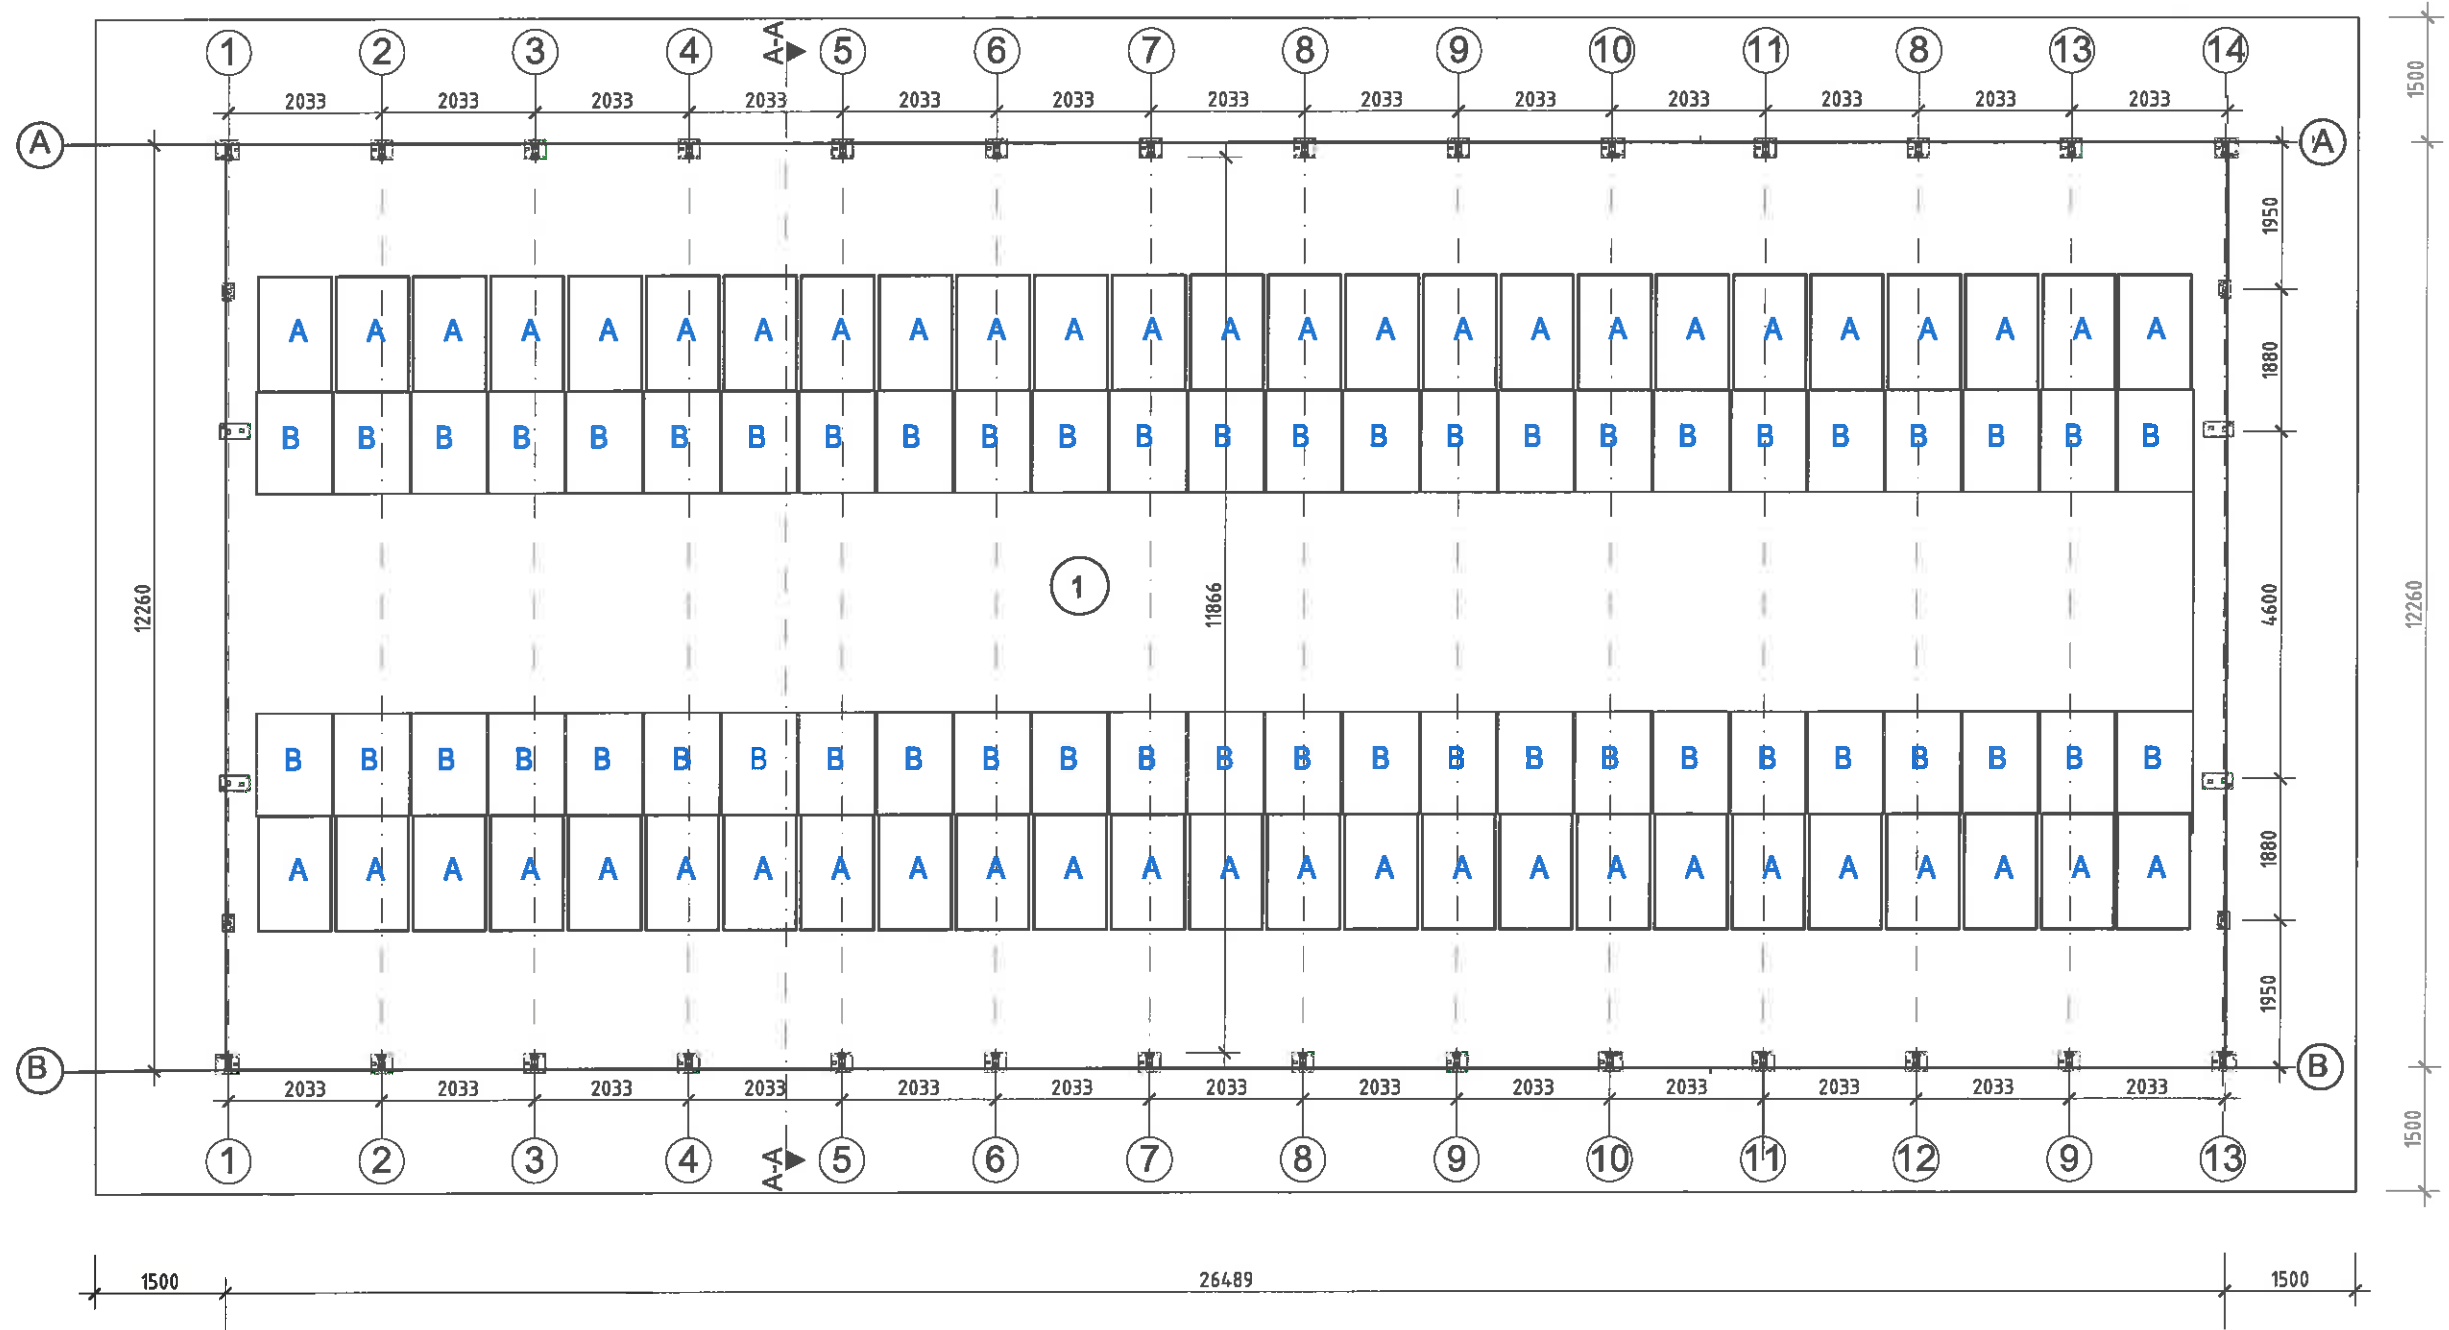 1 2 3 4 A-A 5 6 7 8 9 10 11 8 13 14
1500
2033 2033 2033 2033 2033 2033 2033 2033 2033 2033 2033 2033 2033
A A
1950
A A A A A A A A A A A A A A A A A A A A A A A A A
1880
B B B B B B B B B B B B B B B B B B B B B B B B B
12260 1 11866 4600 12260
B B B B B B B B B B B B B B B B B B B B B B B B B
1880
A A A A A A A A A A A A A A A A A A A A A A A A A
1950
B B
2033 2033 2033 2033 2033 2033 2033 2033 2033 2033 2033 2033 2033
1500
1 2 3 4 A-A 5 6 7 8 9 10 11 12 9 13
1500 26489 1500